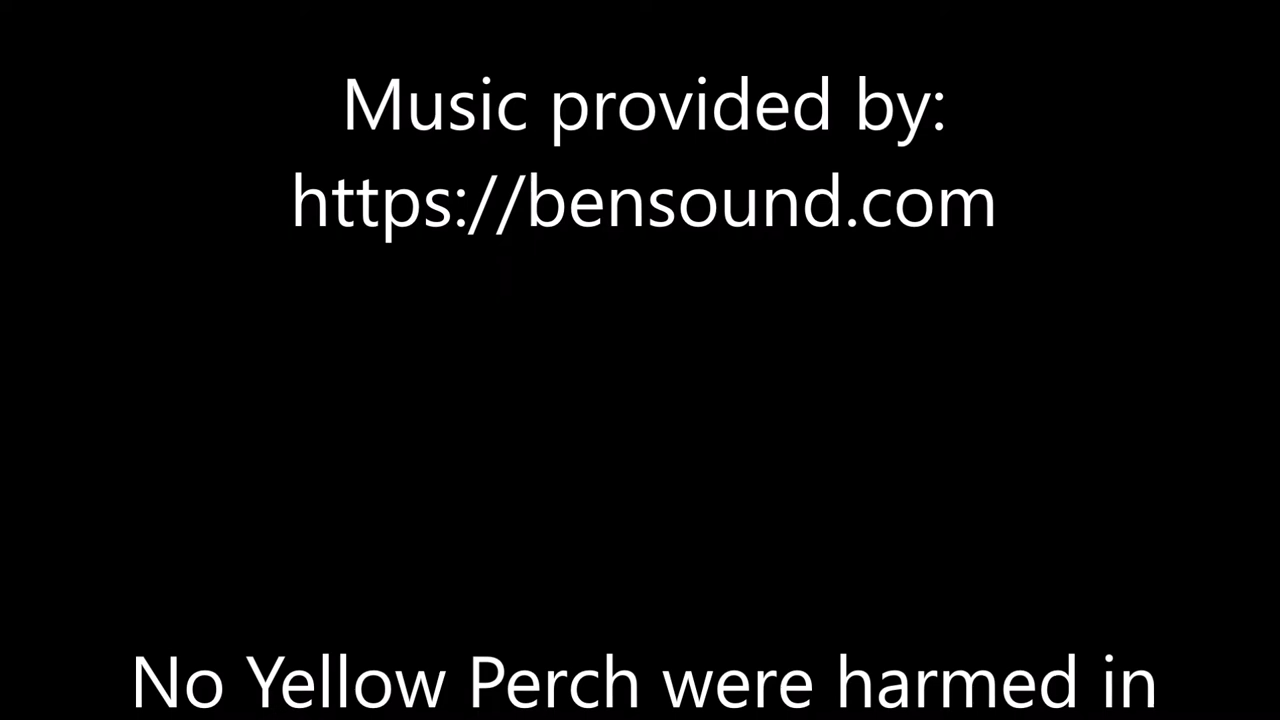 Music provided by:
https://bensound.com
No Yellow Perch were harmed in